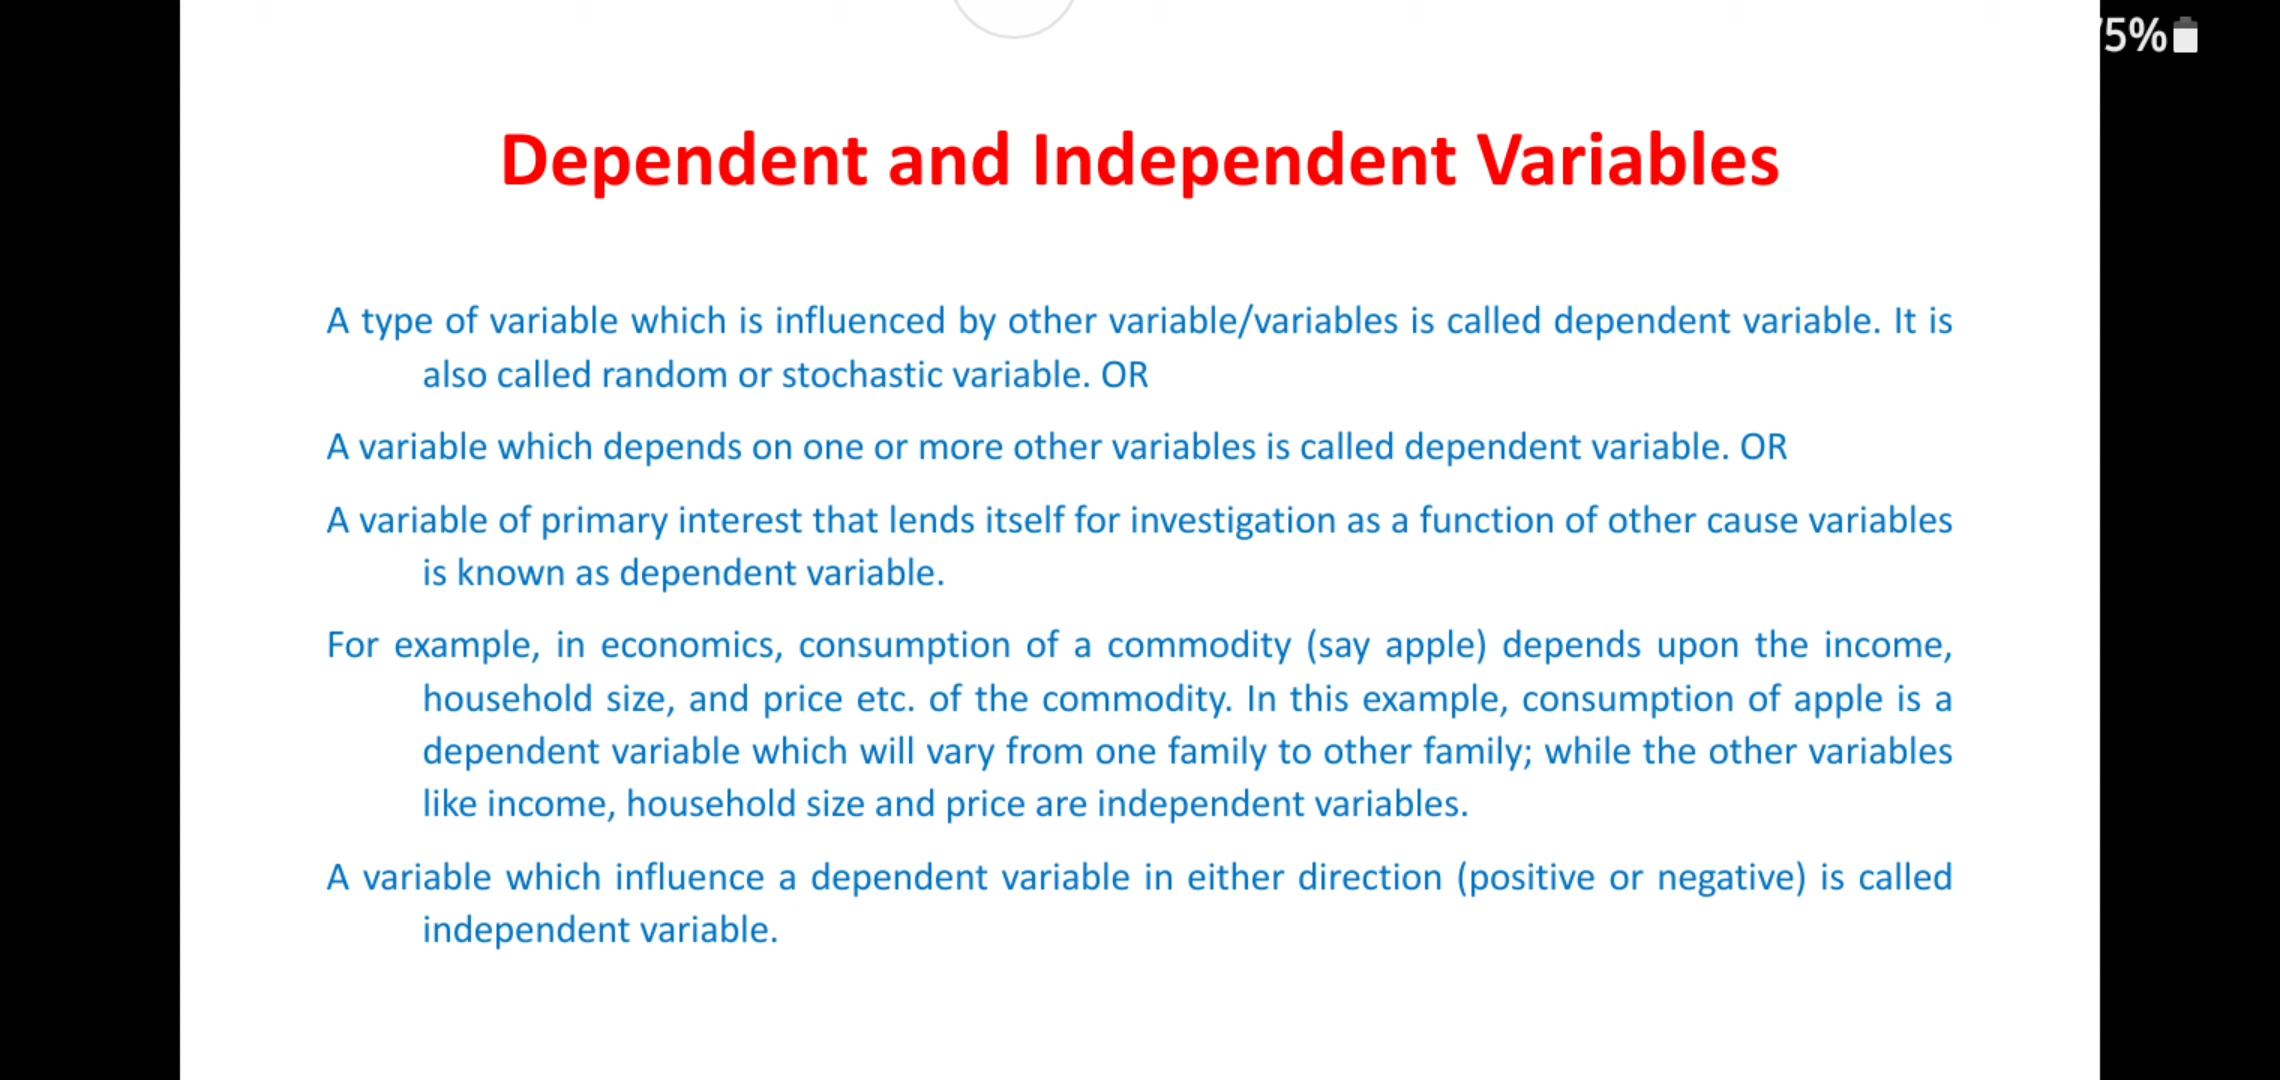 5%
Dependent and Independent Variables
A type of variable which is influenced by other variable/variables is called dependent variable. It is
also called random or stochastic variable. OR
A variable which depends on one or more other variables is called dependent variable. OR
A variable of primary interest that lends itself for investigation as a function of other cause variables
is known as dependent variable.
For example, in economics, consumption of a commodity (say apple) depends upon the income,
household size, and price etc. of the commodity. In this example, consumption of apple is a
dependent variable which will vary from one family to other family; while the other variables
like income, household size and price are independent variables.
A variable which influence a dependent variable in either direction (positive or negative) is called
independent variable.